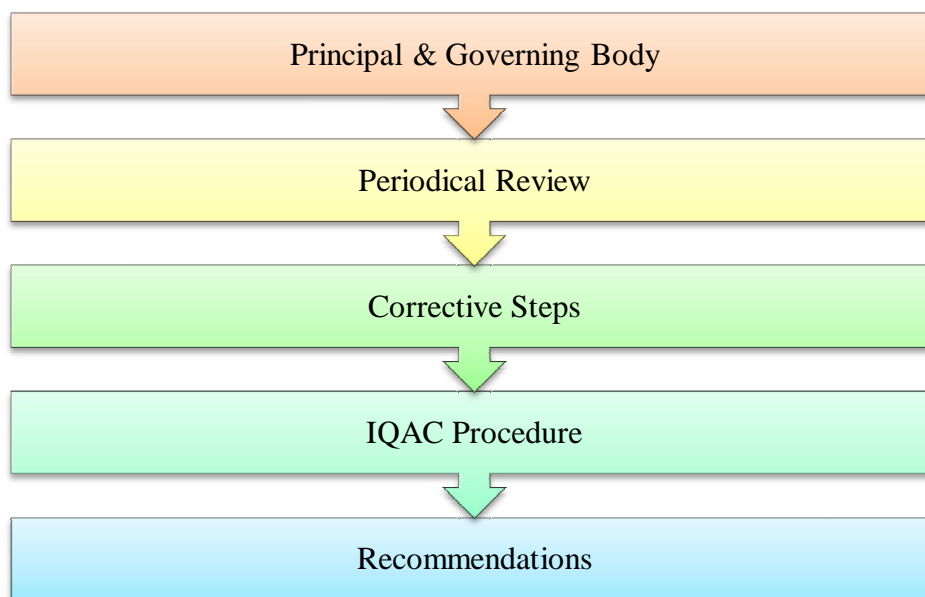 Principal & Governing Body
Periodical Review
Corrective Steps
IQAC Procedure
Recommendations